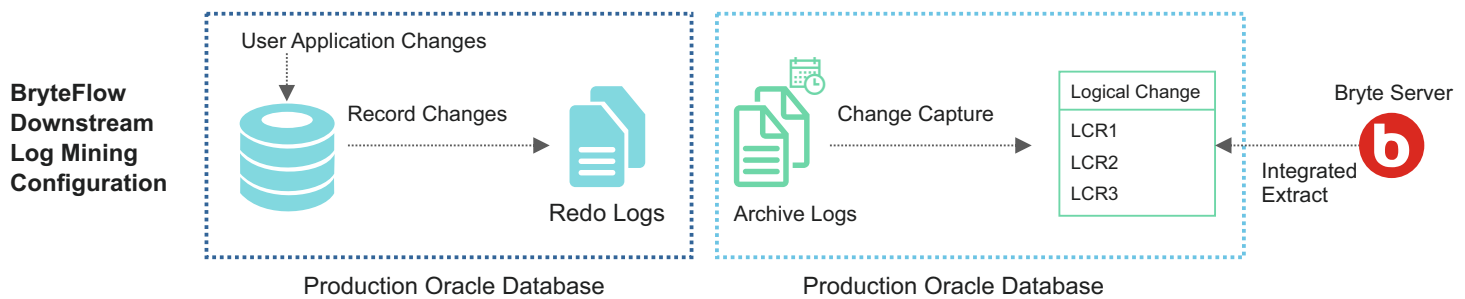 BryteFlow
Downstream
Log Mining
Configuration
User Application Changes
Record Changes
Redo Logs
Production Oracle Database
Archive Logs
Change Capture
Logical Change
LCR1
LCR2
LCR3
Production Oracle Database
Bryte Server
b
Integrated
Extract